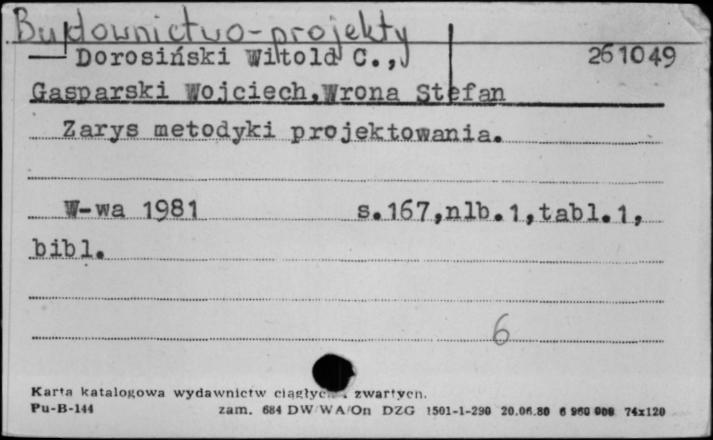 Budownictwo-projekty
Dorosiński Witold C., 261049
Gasparski Wojciech, Wrona Stefan
Zarys metodyki projektowania.
W-wa 1981 s.167,nlb.1,tabl.1,
bibl.
6
Karta katalogowa wydawnictw ciągłych i zwartych.
Pu-B-144 zam. 684 DW/WA/On DZG 1501-1-290 20.06.80 6 960 000 74x120